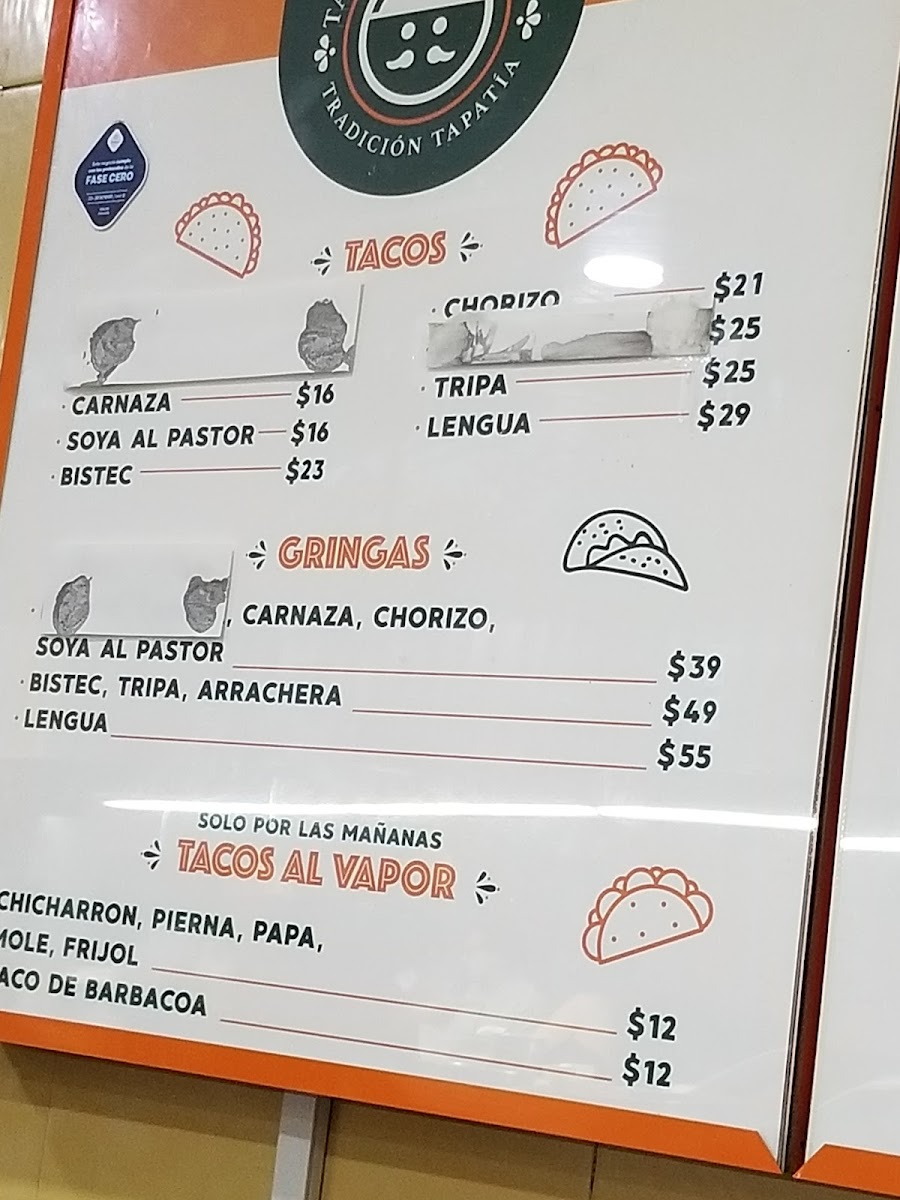 TRADICIÓN TAPATÍA
FASE CERO
TACOS
· CARNAZA $16
· SOYA AL PASTOR $16
· BISTEC $23
· CHORIZO $21
$25
· TRIPA $25
· LENGUA $29
GRINGAS
, CARNAZA, CHORIZO,
SOYA AL PASTOR $39
· BISTEC, TRIPA, ARRACHERA $49
· LENGUA $55
SOLO POR LAS MAÑANAS
TACOS AL VAPOR
CHICHARRON, PIERNA, PAPA,
MOLE, FRIJOL $12
ACO DE BARBACOA $12